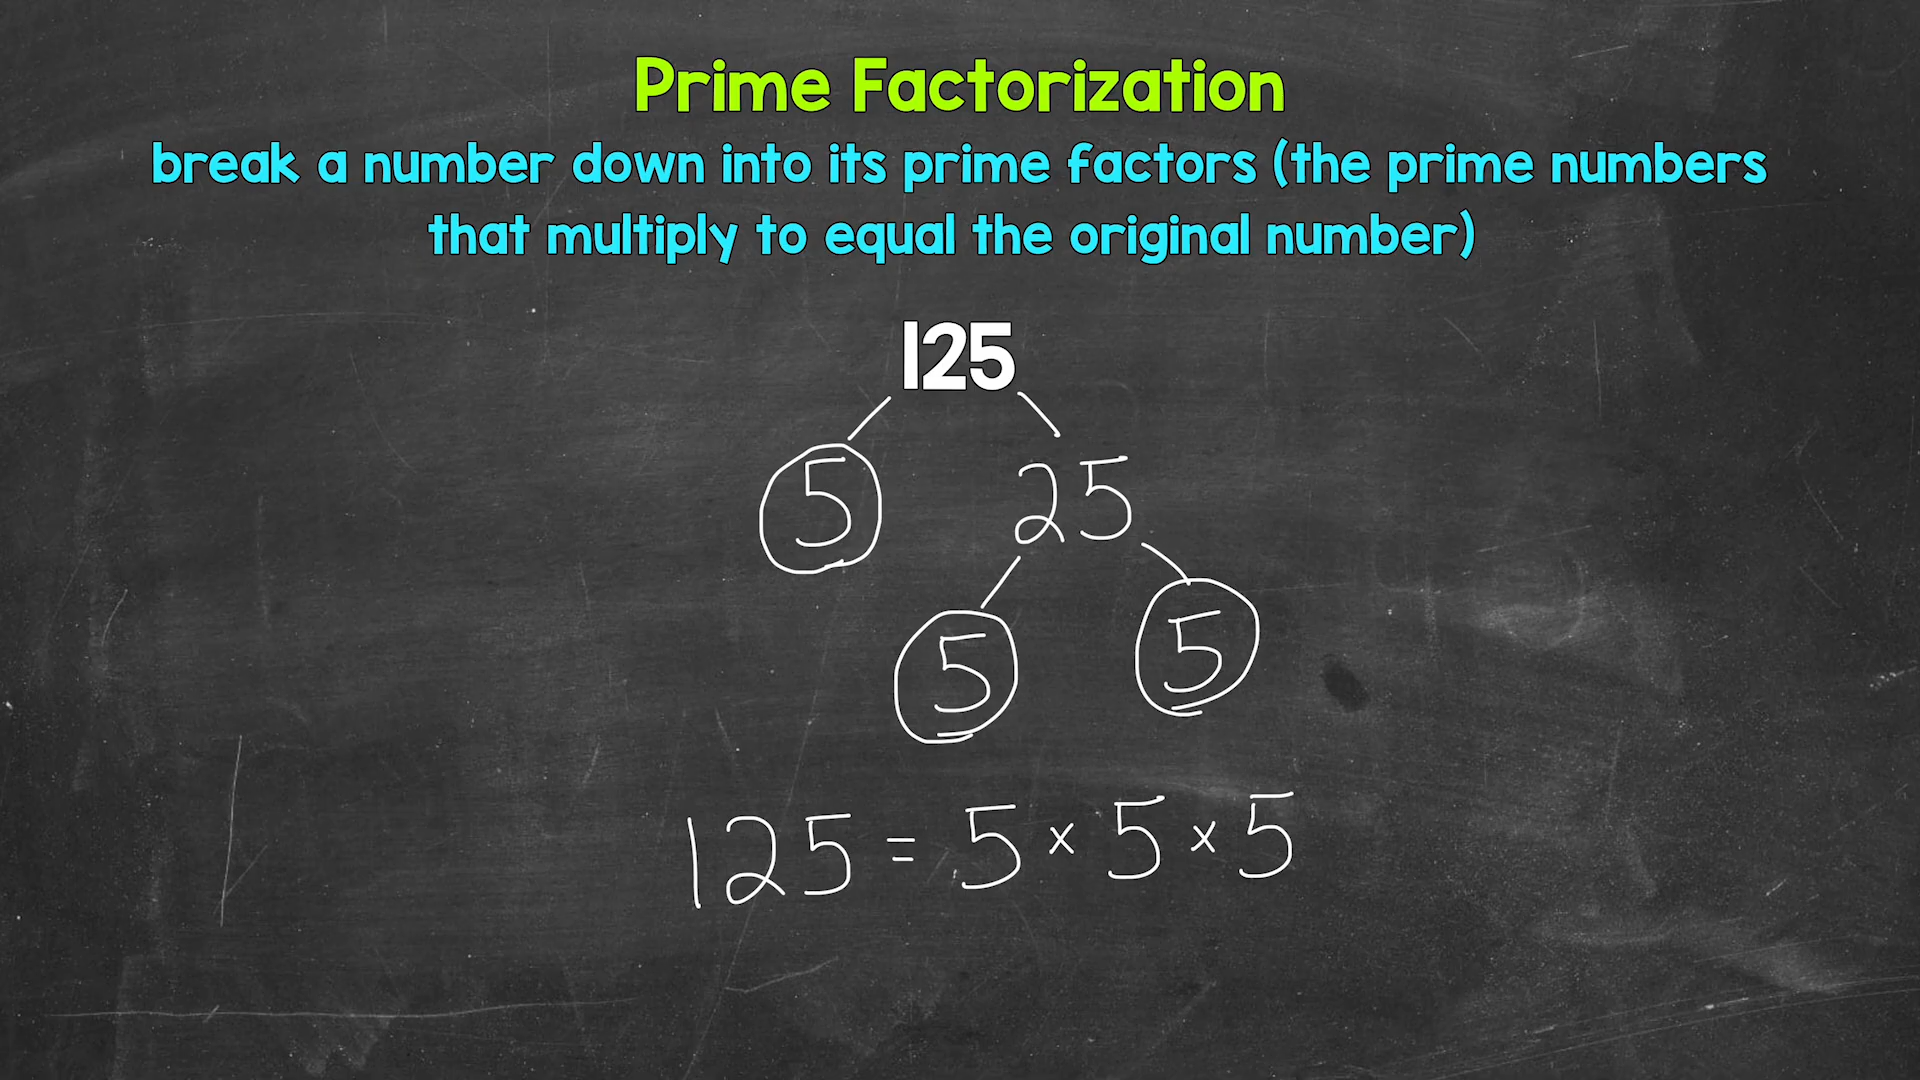 Prime Factorization
break a number down into its prime factors (the prime numbers
that multiply to equal the original number)
125
5 25
5 5
125 = 5 × 5 × 5